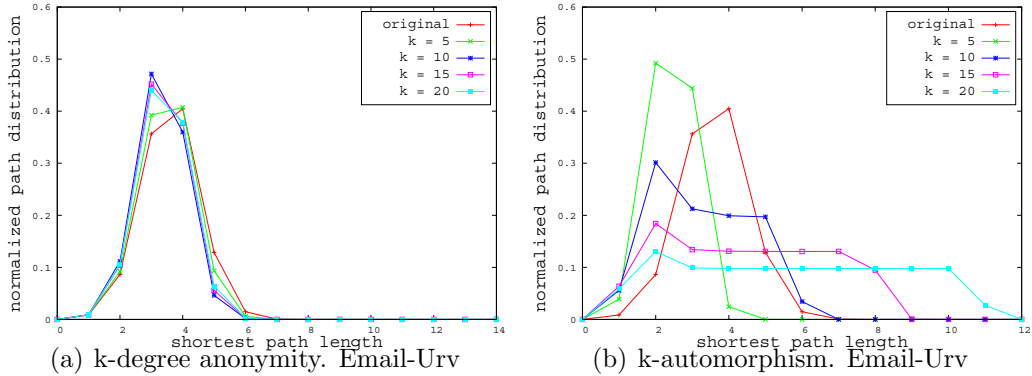 0.6
0.5
0.4
0.3
0.2
0.1
0
0 2 4 6 8 10 12 14
normalized path distribution
shortest path length
original
k = 5
k = 10
k = 15
k = 20
(a) k-degree anonymity. Email-Urv
0.6
0.5
0.4
0.3
0.2
0.1
0
0 2 4 6 8 10 12
normalized path distribution
shortest path length
original
k = 5
k = 10
k = 15
k = 20
(b) k-automorphism. Email-Urv